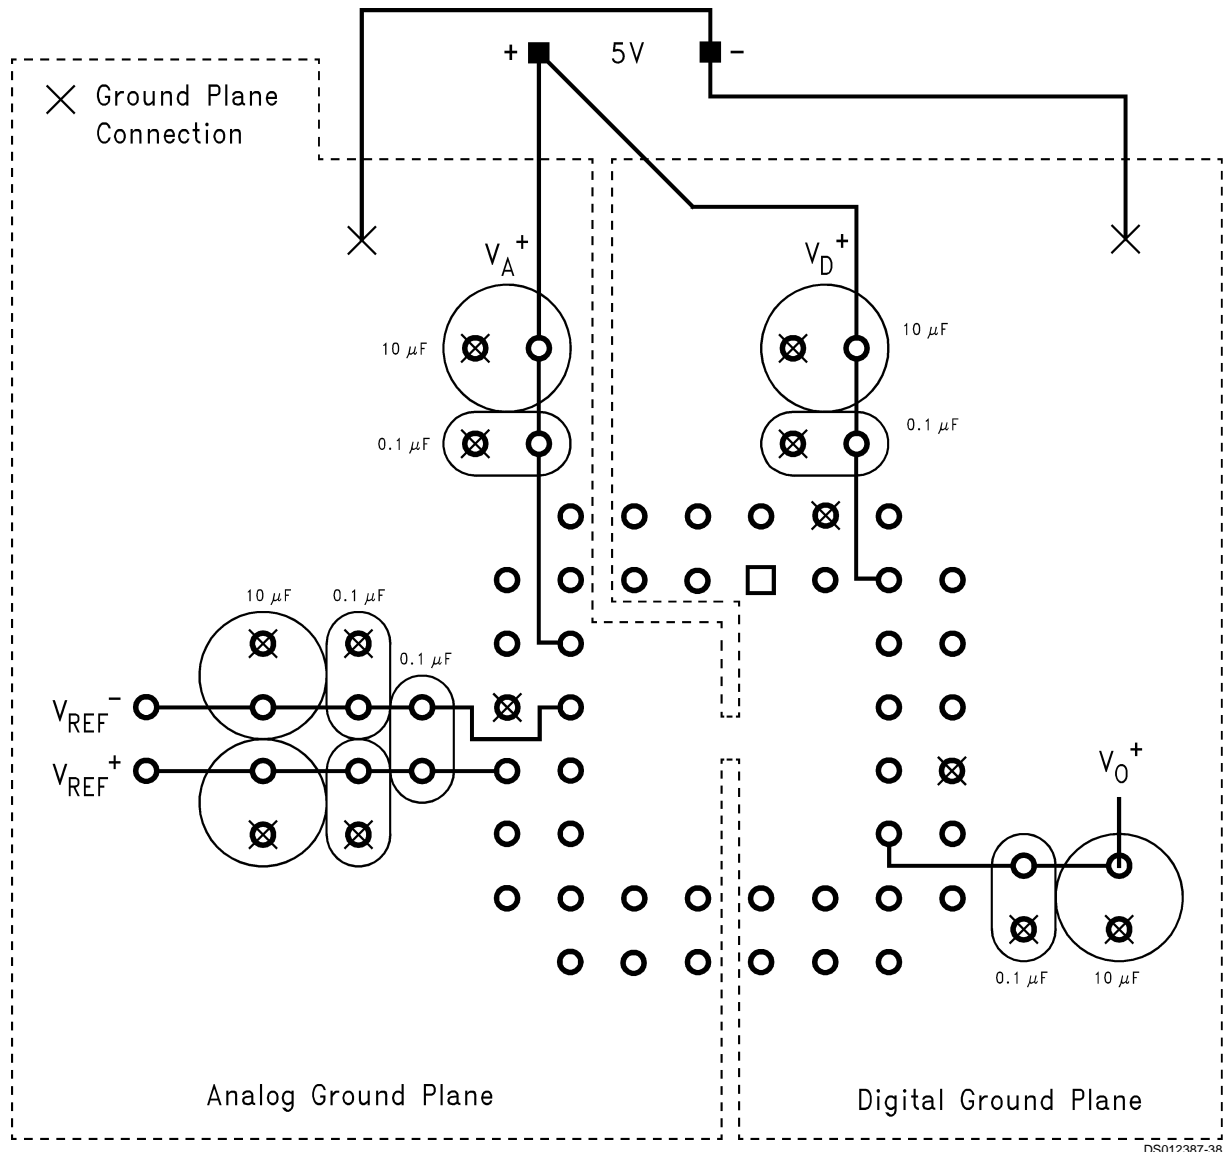 + 5V -
Ground Plane
Connection
VA+
VD+
10 μF
10 μF
0.1 μF
0.1 μF
10 μF
0.1 μF
0.1 μF
VREF-
VREF+
VO+
0.1 μF
10 μF
Analog Ground Plane
Digital Ground Plane
DS012387-38